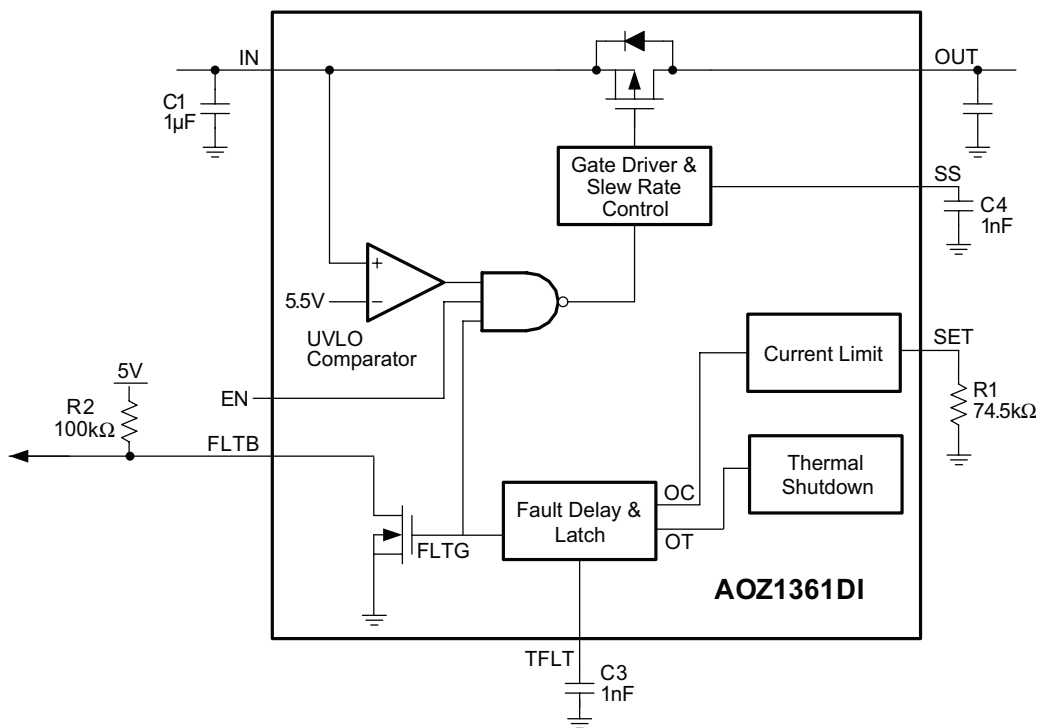 IN
OUT
C1
1µF
Gate Driver &
Slew Rate
Control
SS
C4
1nF
+
5.5V
−
UVLO
Comparator
Current Limit
SET
5V
R1
74.5kΩ
R2
100kΩ
EN
FLTB
Thermal
Shutdown
OC
Fault Delay &
Latch
OT
FLTG
AOZ1361DI
TFLT
C3
1nF